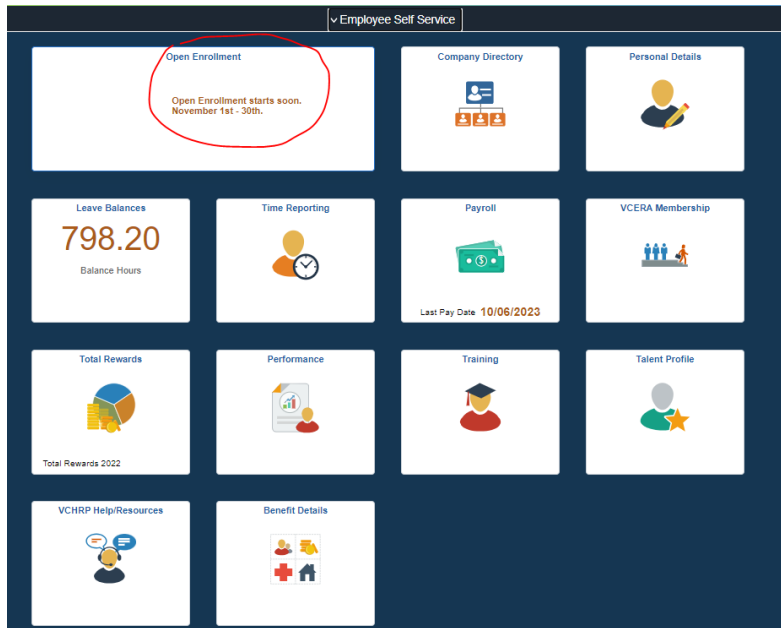 Employee Self Service
Open Enrollment
Open Enrollment starts soon.
November 1st - 30th.
Company Directory
Personal Details
Leave Balances
798.20
Balance Hours
Time Reporting
Payroll
Last Pay Date 10/06/2023
VCERA Membership
Total Rewards
Total Rewards 2022
Performance
Training
Talent Profile
VCHRP Help/Resources
Benefit Details